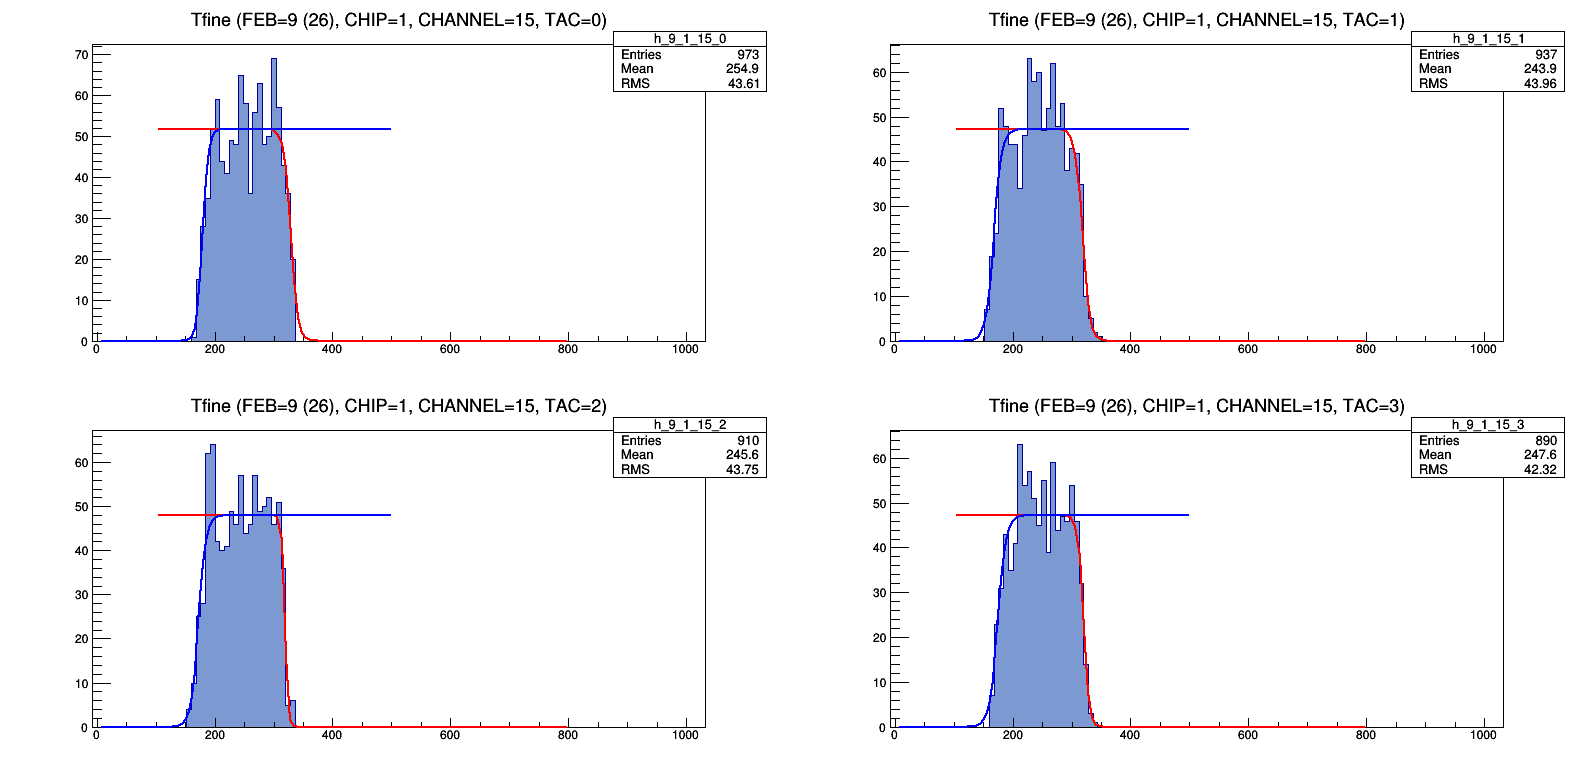 Tfine (FEB=9 (26), CHIP=1, CHANNEL=15, TAC=0)
h_9_1_15_0
Entries 973
Mean 254.9
RMS 43.61
70
60
50
40
30
20
10
0
0 200 400 600 800 1000
Tfine (FEB=9 (26), CHIP=1, CHANNEL=15, TAC=1)
h_9_1_15_1
Entries 937
Mean 243.9
RMS 43.96
60
50
40
30
20
10
0
0 200 400 600 800 1000
Tfine (FEB=9 (26), CHIP=1, CHANNEL=15, TAC=2)
h_9_1_15_2
Entries 910
Mean 245.6
RMS 43.75
60
50
40
30
20
10
0
0 200 400 600 800 1000
Tfine (FEB=9 (26), CHIP=1, CHANNEL=15, TAC=3)
h_9_1_15_3
Entries 890
Mean 247.6
RMS 42.32
60
50
40
30
20
10
0
0 200 400 600 800 1000